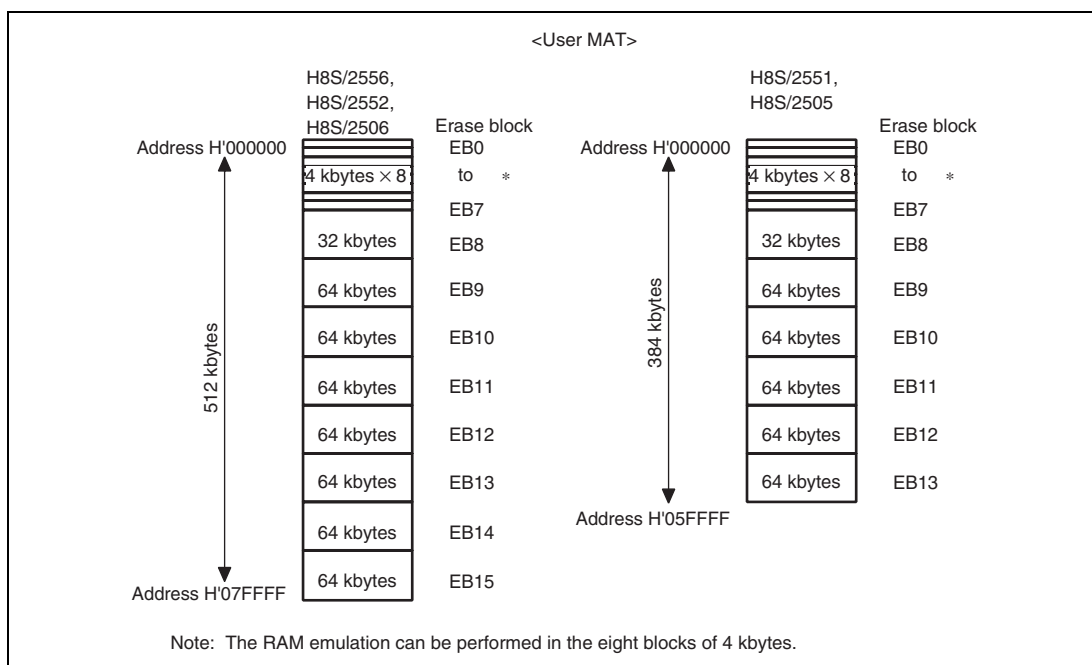 <User MAT>
H8S/2556,
H8S/2552,
H8S/2506
Erase block
Address H'000000
EB0
4 kbytes × 8
to *
EB7
32 kbytes
EB8
64 kbytes
EB9
64 kbytes
EB10
512 kbytes
64 kbytes
EB11
64 kbytes
EB12
64 kbytes
EB13
64 kbytes
EB14
64 kbytes
EB15
Address H'07FFFF
H8S/2551,
H8S/2505
Erase block
Address H'000000
EB0
4 kbytes × 8
to *
EB7
32 kbytes
EB8
64 kbytes
EB9
384 kbytes
64 kbytes
EB10
64 kbytes
EB11
64 kbytes
EB12
64 kbytes
EB13
Address H'05FFFF
Note: The RAM emulation can be performed in the eight blocks of 4 kbytes.